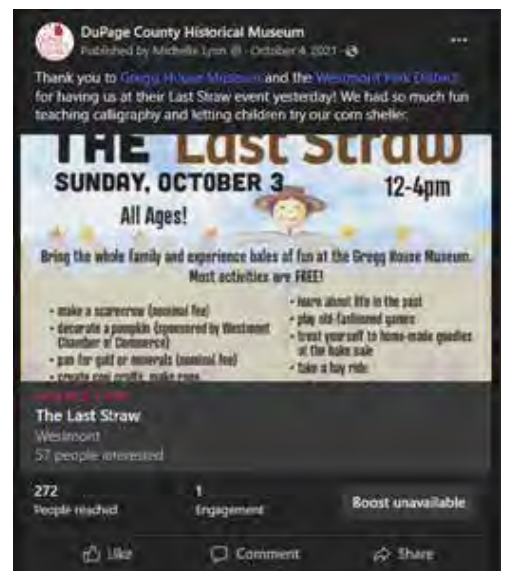 DuPage County Historical Museum
Published by Michelle Lyon · October 4, 2021 ·
Thank you to Gregg House Museum and the Westmont Park District
for having us at their Last Straw event yesterday! We had so much fun
teaching calligraphy and letting children try our corn sheller.
THE Last Straw
SUNDAY, OCTOBER 3
12-4pm
All Ages!
Bring the whole family and experience bales of fun at the Gregg House Museum.
Most activities are FREE!
• make a scarecrow (nominal fee)
• decorate a pumpkin (sponsored by Westmont
Chamber of Commerce)
• pan for gold or minerals (nominal fee)
• create crafts, make rope
• learn about life in the past
• play old-fashioned games
• treat yourself to home-made goodies
at the bake sale
• take a hay ride
The Last Straw
Westmont
57 people interested
272
People reached
1
Engagement
Boost unavailable
Like
Comment
Share